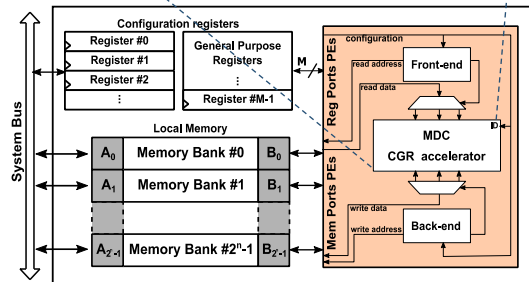 Configuration registers
Register #0
Register #1
Register #2
⋮
General Purpose
Registers
⋮
Register #M-1
M
System Bus
Local Memory
A0 Memory Bank #0 B0
A1 Memory Bank #1 B1
A2n-1 Memory Bank #2n-1 B2n-1
Reg Ports PEs
Mem Ports PEs
configuration
read address
Front-end
read data
ID
MDC
CGR accelerator
write data
write address
Back-end